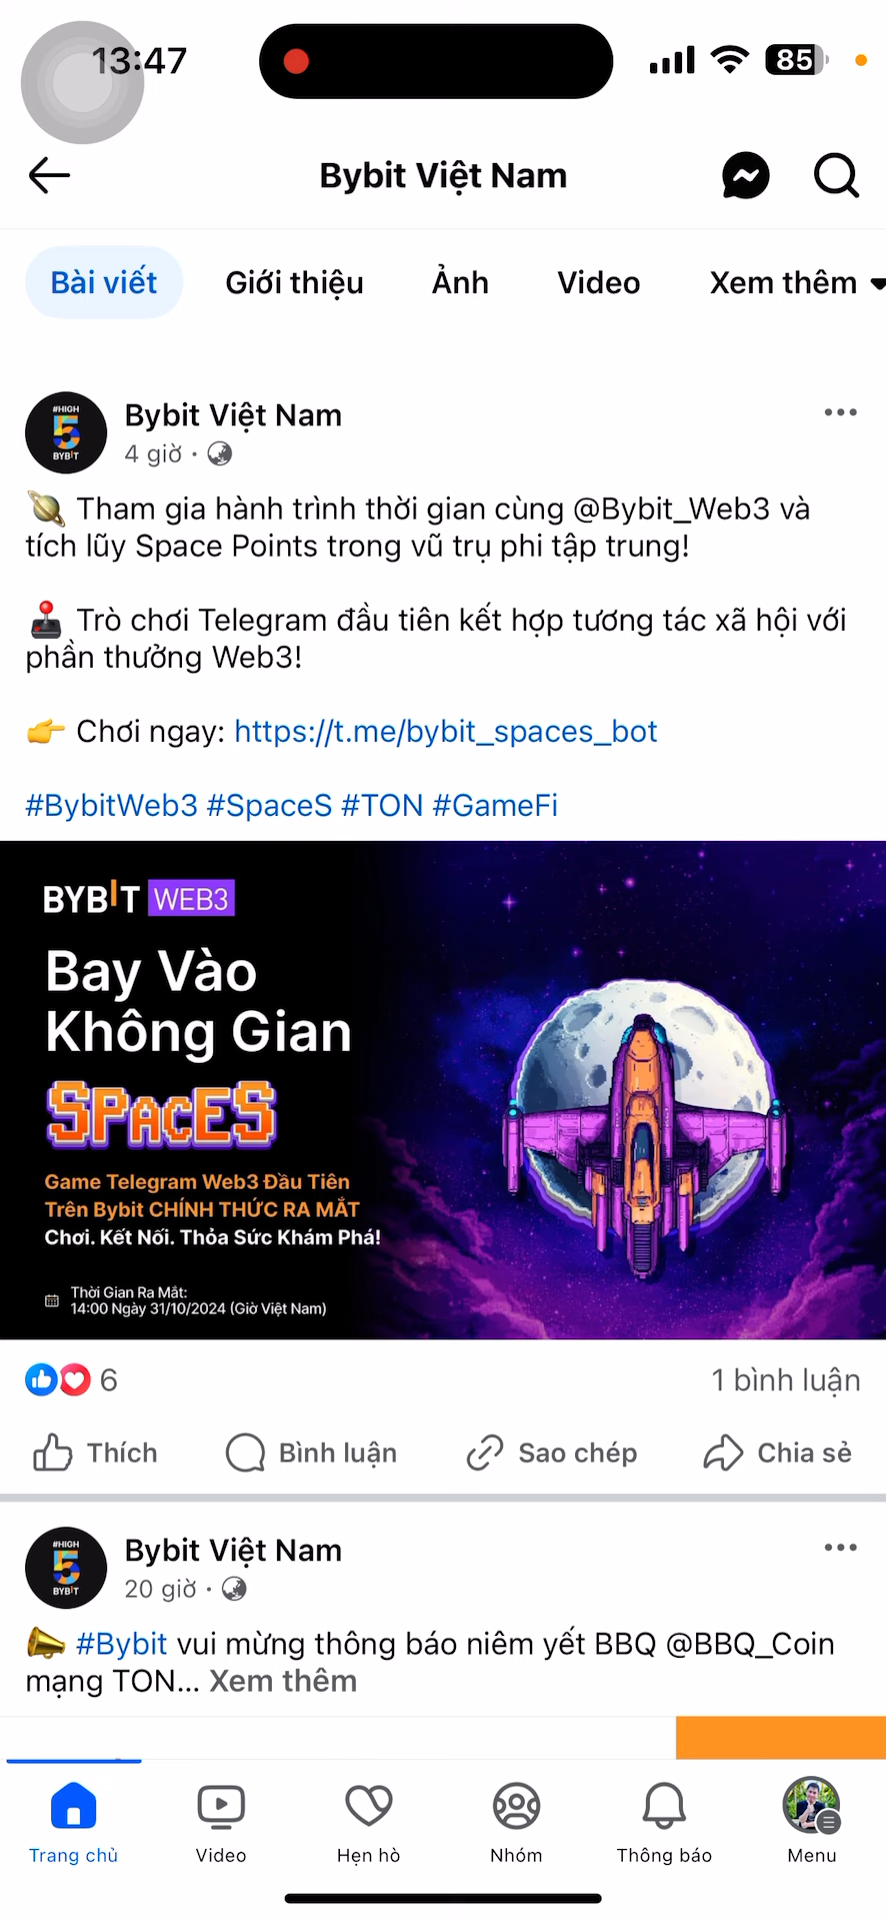 13:47
85
Bybit Việt Nam
Bài viết
Giới thiệu
Ảnh
Video
Xem thêm
#HIGH
5
BYBIT
Bybit Việt Nam
4 giờ ·
🪐 Tham gia hành trình thời gian cùng @Bybit_Web3 và
tích lũy Space Points trong vũ trụ phi tập trung!
🕹️ Trò chơi Telegram đầu tiên kết hợp tương tác xã hội với
phần thưởng Web3!
👉 Chơi ngay: https://t.me/bybit_spaces_bot
#BybitWeb3 #SpaceS #TON #GameFi
BYBIT WEB3
Bay Vào
Không Gian
SPACES
Game Telegram Web3 Đầu Tiên
Trên Bybit CHÍNH THỨC RA MẮT
Chơi. Kết Nối. Thỏa Sức Khám Phá!
Thời Gian Ra Mắt:
14:00 Ngày 31/10/2024 (Giờ Việt Nam)
6
1 bình luận
Thích
Bình luận
Sao chép
Chia sẻ
#HIGH
5
BYBIT
Bybit Việt Nam
20 giờ ·
#Bybit vui mừng thông báo niêm yết BBQ @BBQ_Coin
mạng TON... Xem thêm
Trang chủ
Video
Hẹn hò
Nhóm
Thông báo
Menu